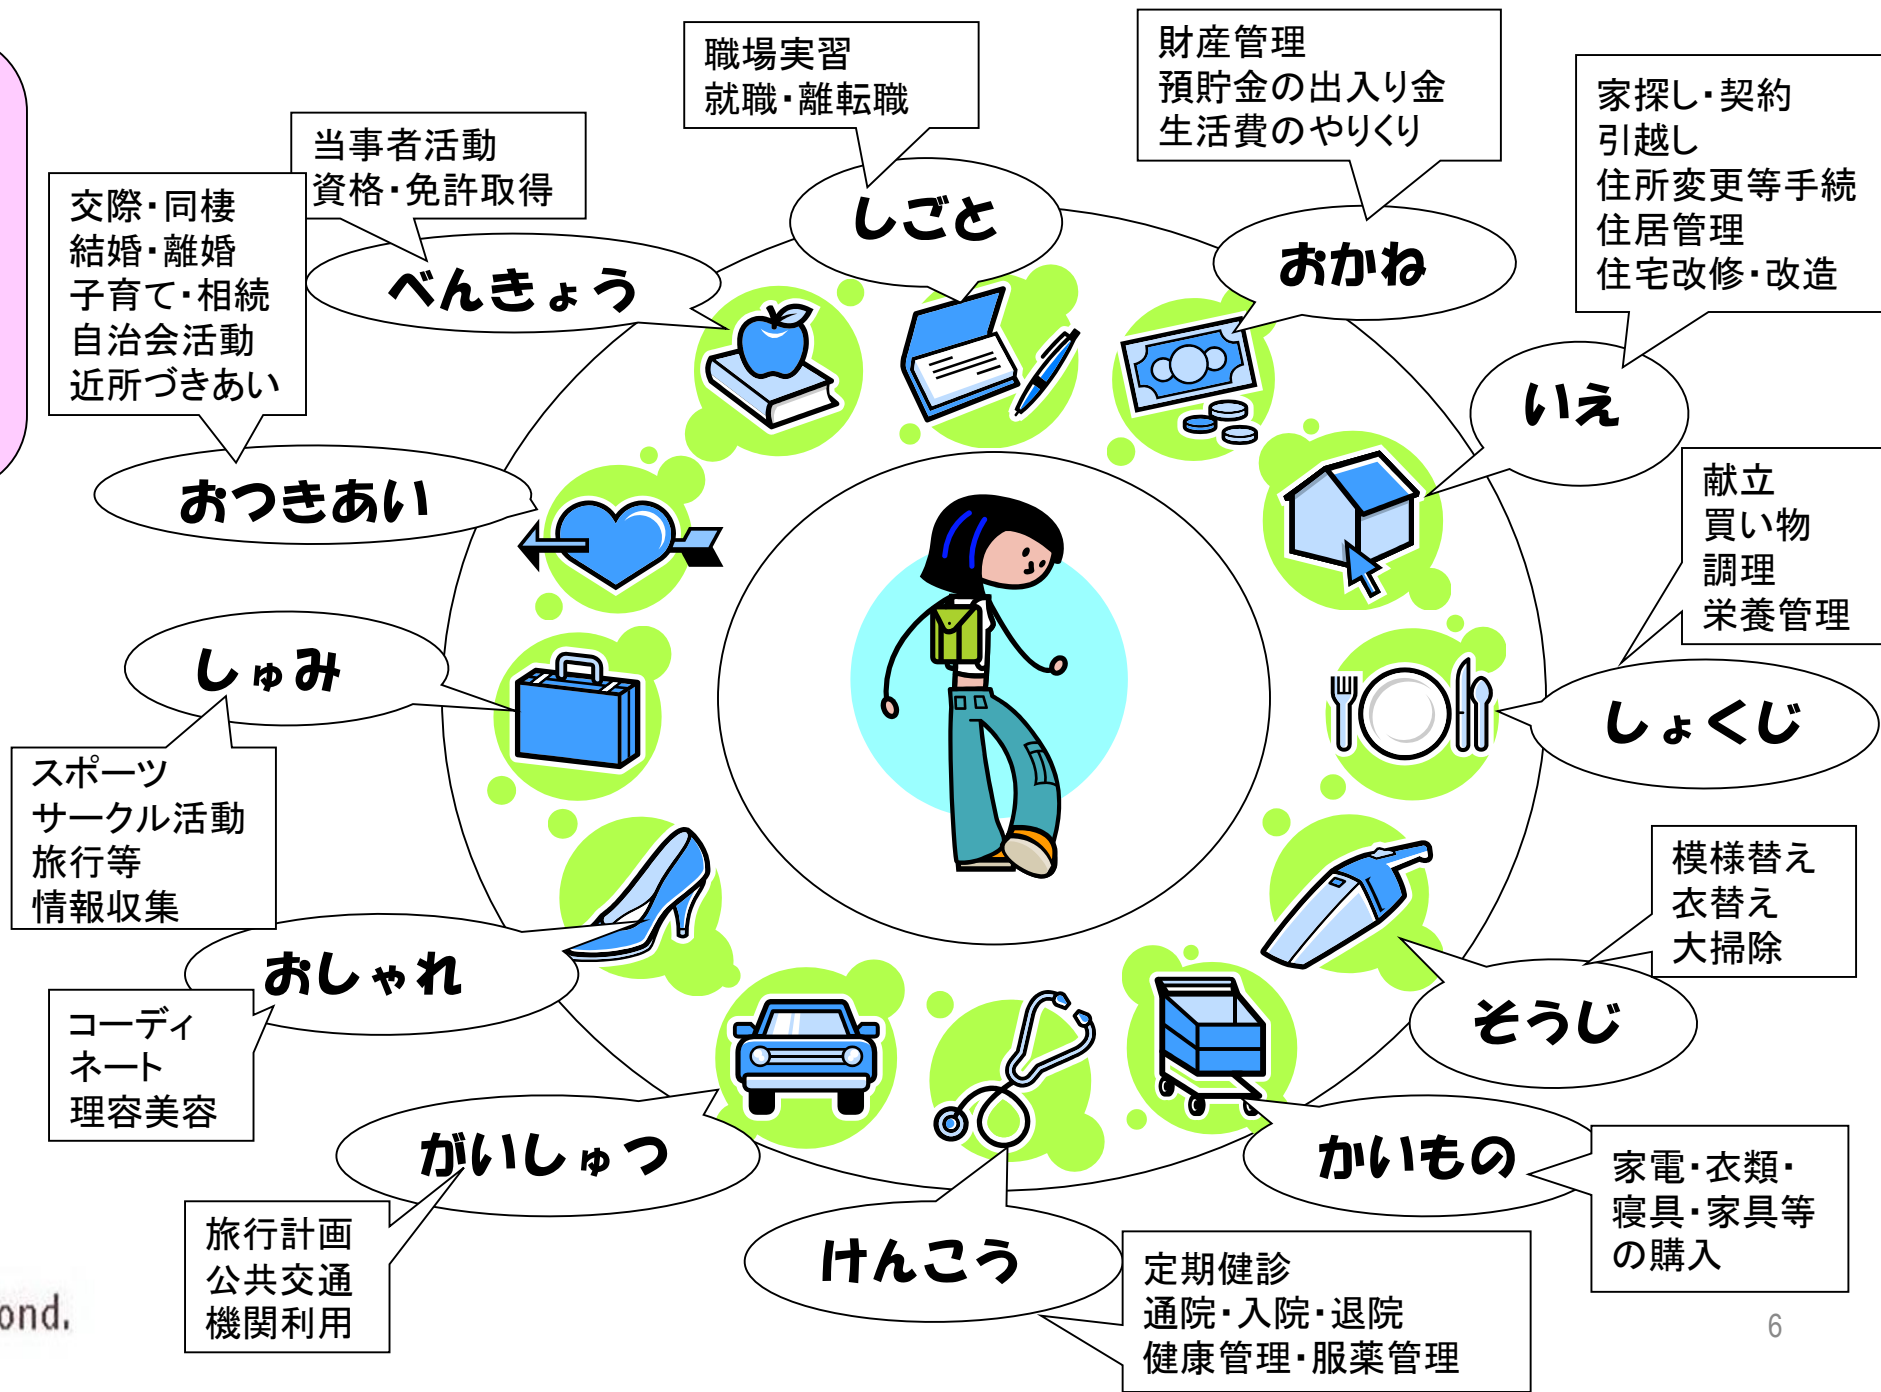 職場実習
就職・離転職
しごと
財産管理
預貯金の出入り金
生活費のやりくり
おかね
家探し・契約
引越し
住所変更等手続
住居管理
住宅改修・改造
いえ
献立
買い物
調理
栄養管理
しょくじ
模様替え
衣替え
大掃除
そうじ
家電・衣類・
寝具・家具等
の購入
かいもの
定期健診
通院・入院・退院
健康管理・服薬管理
けんこう
旅行計画
公共交通
機関利用
がいしゅつ
コーディ
ネート
理容美容
おしゃれ
スポーツ
サークル活動
旅行等
情報収集
しゅみ
交際・同棲
結婚・離婚
子育て・相続
自治会活動
近所づきあい
おつきあい
当事者活動
資格・免許取得
べんきょう
ond.
6